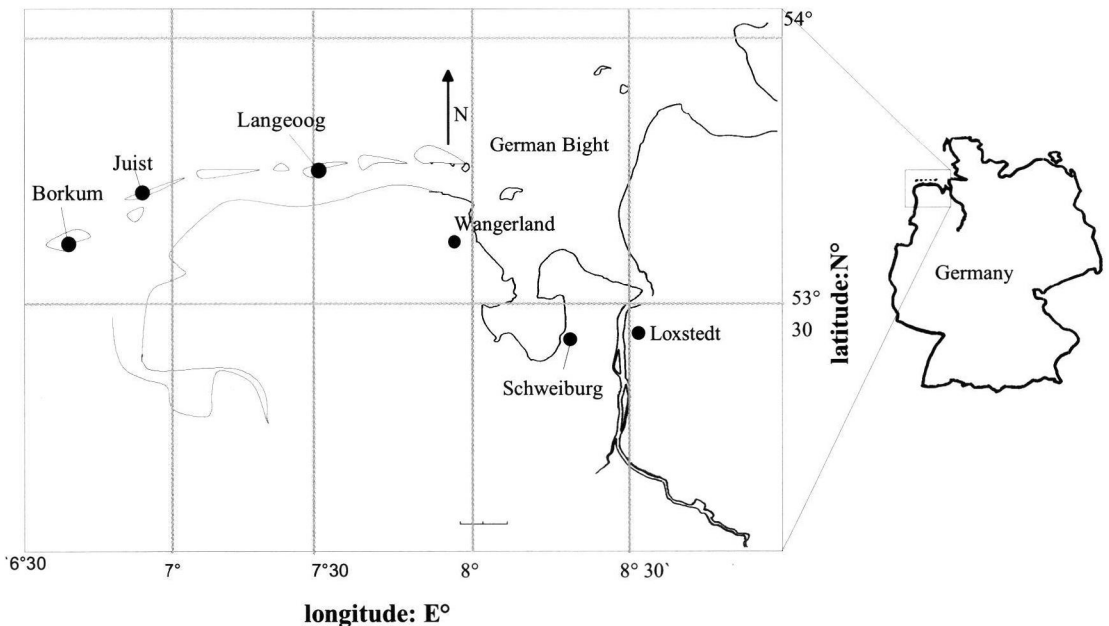 54°
Langeoog
N
German Bight
Juist
Borkum
Wangerland
Germany
53°
30
latitude:N°
Loxstedt
Schweiburg
6°30
7°
7°30
8°
8° 30`
longitude: E°